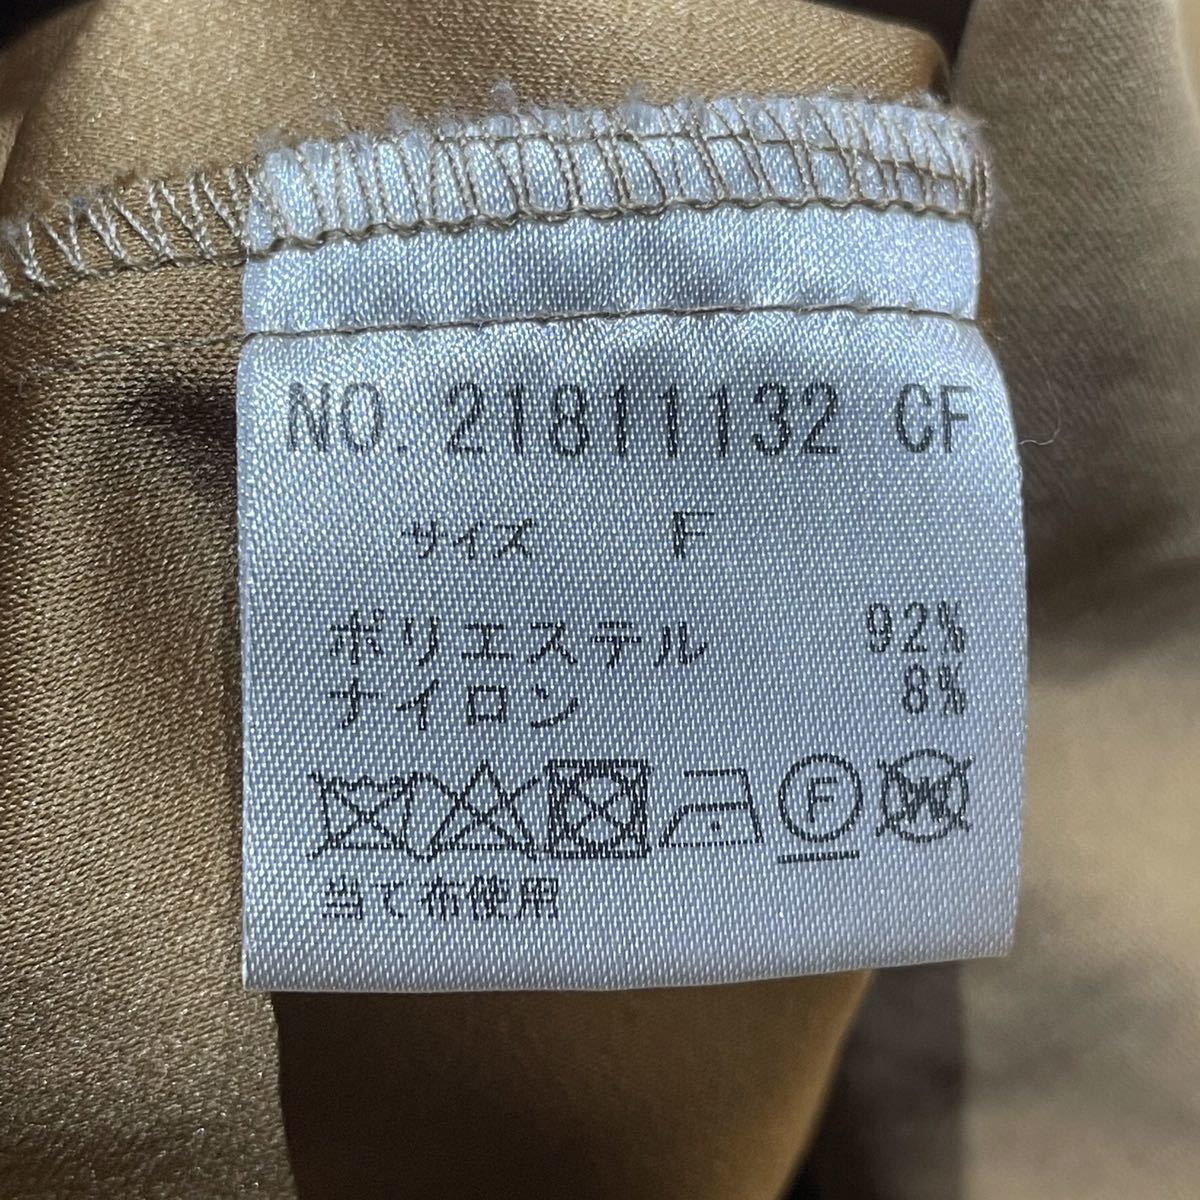 NO. 21811132 CF
サイズ F
ポリエステル 92%
ナイロン 8%
F W
当て布使用